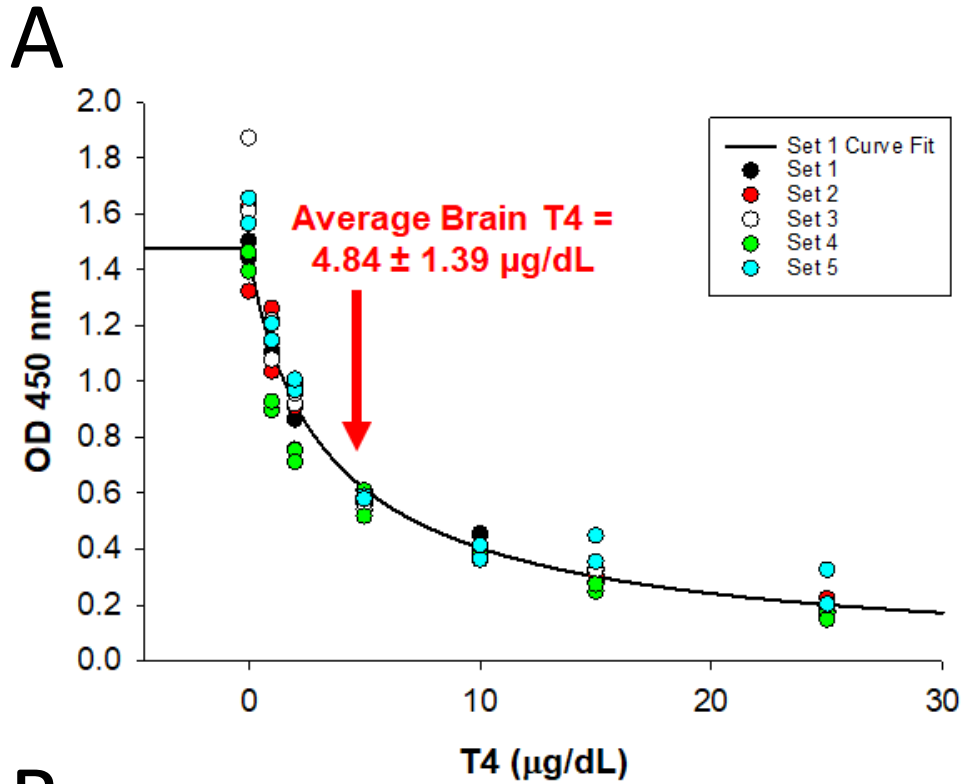 A
2.0
1.8
1.6
1.4
1.2
1.0
0.8
0.6
0.4
0.2
0.0
OD 450 nm
Average Brain T4 =
4.84 ± 1.39 µg/dL
Set 1 Curve Fit
Set 1
Set 2
Set 3
Set 4
Set 5
0
10
20
30
T4 (µg/dL)